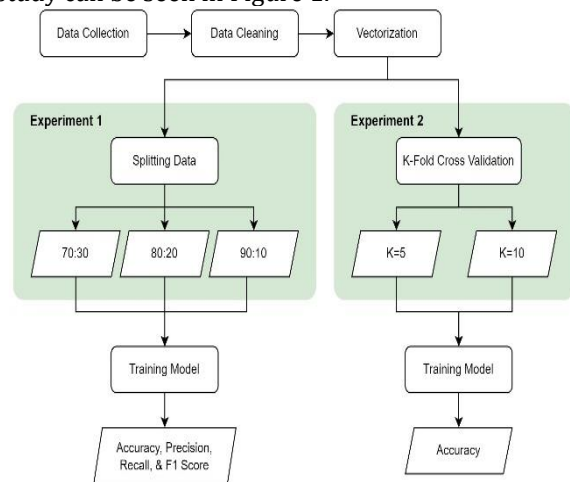 study can be seen in Figure 1.
Data Collection
Data Cleaning
Vectorization
Experiment 1
Experiment 2
Splitting Data
K-Fold Cross Validation
70:30
80:20
90:10
K=5
K=10
Training Model
Training Model
Accuracy, Precision,
Recall, & F1 Score
Accuracy